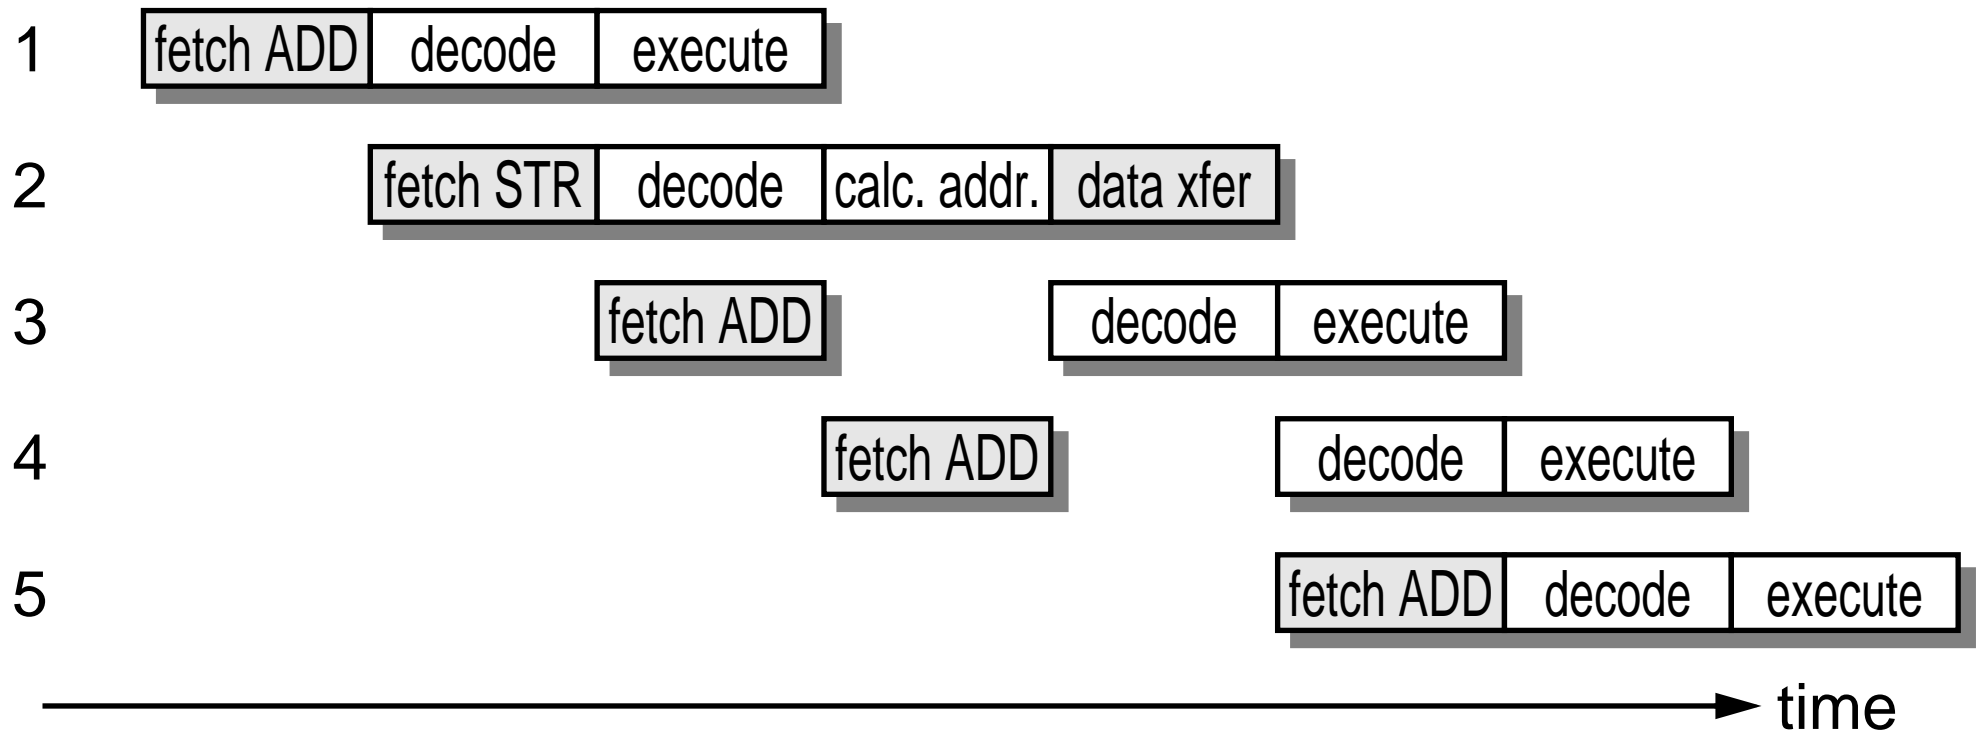 1 fetch ADD decode execute
2 fetch STR decode calc. addr. data xfer
3 fetch ADD decode execute
4 fetch ADD decode execute
5 fetch ADD decode execute
time